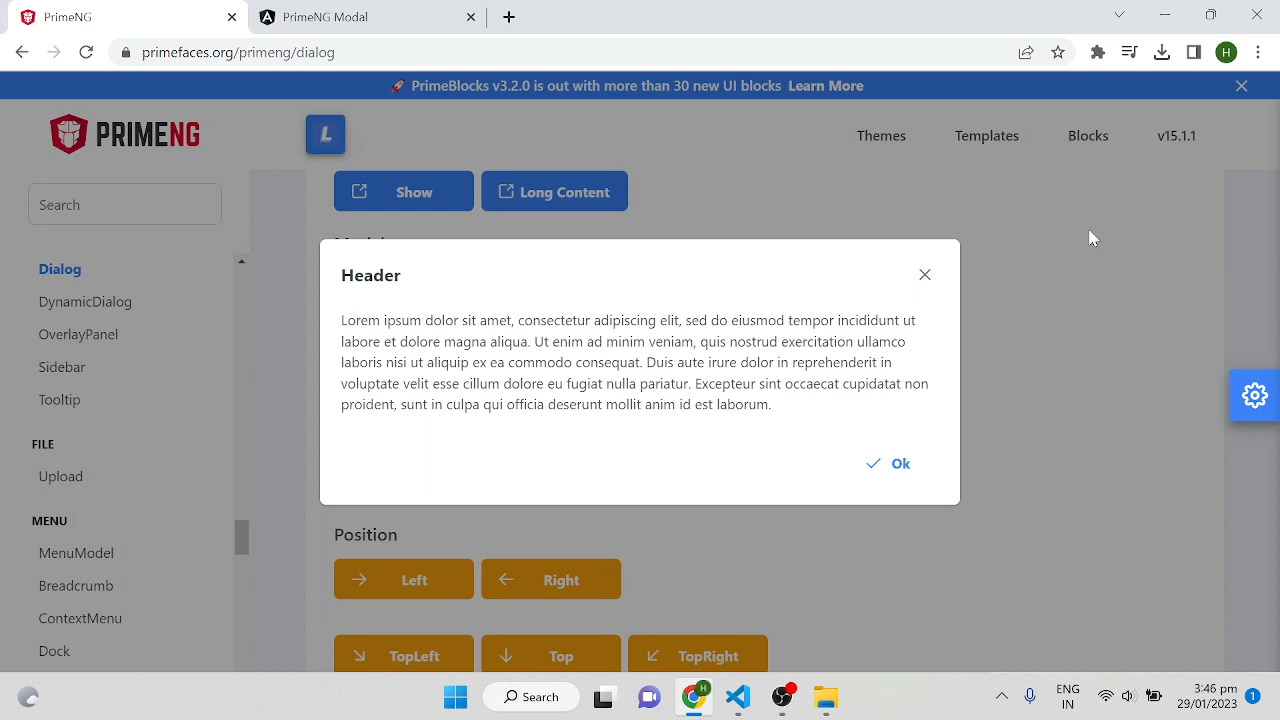 PrimeNG
PrimeNG Modal
primefaces.org/primeng/dialog
H
PrimeBlocks v3.2.0 is out with more than 30 new UI blocks Learn More
PRIMENG
L
Themes
Templates
Blocks
v15.1.1
Search
Show
Long Content
Dialog
DynamicDialog
OverlayPanel
Sidebar
Tooltip
FILE
Upload
MENU
MenuModel
Breadcrumb
ContextMenu
Dock
Header
Lorem ipsum dolor sit amet, consectetur adipiscing elit, sed do eiusmod tempor incididunt ut
labore et dolore magna aliqua. Ut enim ad minim veniam, quis nostrud exercitation ullamco
laboris nisi ut aliquip ex ea commodo consequat. Duis aute irure dolor in reprehenderit in
voluptate velit esse cillum dolore eu fugiat nulla pariatur. Excepteur sint occaecat cupidatat non
proident, sunt in culpa qui officia deserunt mollit anim id est laborum.
Ok
Position
Left
Right
TopLeft
Top
TopRight
Search
H
ENG
IN
3:46 pm
29/01/2023
1